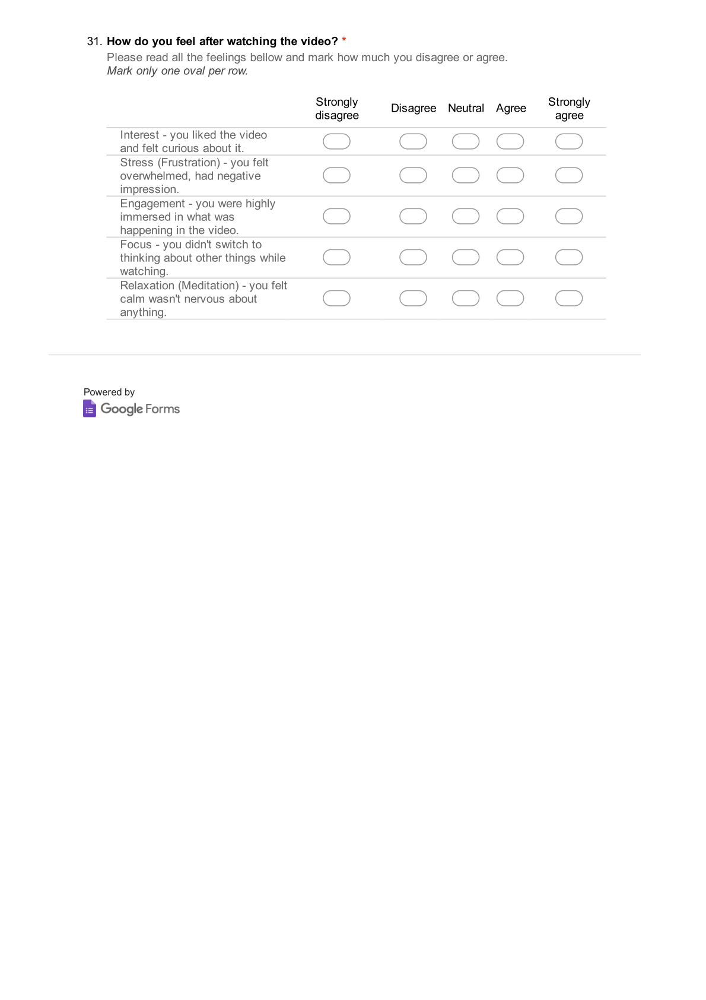 31. How do you feel after watching the video? *
Please read all the feelings bellow and mark how much you disagree or agree.
Mark only one oval per row.
Strongly disagree Disagree Neutral Agree Strongly agree
Interest - you liked the video
and felt curious about it.
Stress (Frustration) - you felt
overwhelmed, had negative
impression.
Engagement - you were highly
immersed in what was
happening in the video.
Focus - you didn't switch to
thinking about other things while
watching.
Relaxation (Meditation) - you felt
calm wasn't nervous about
anything.
Powered by
Google Forms